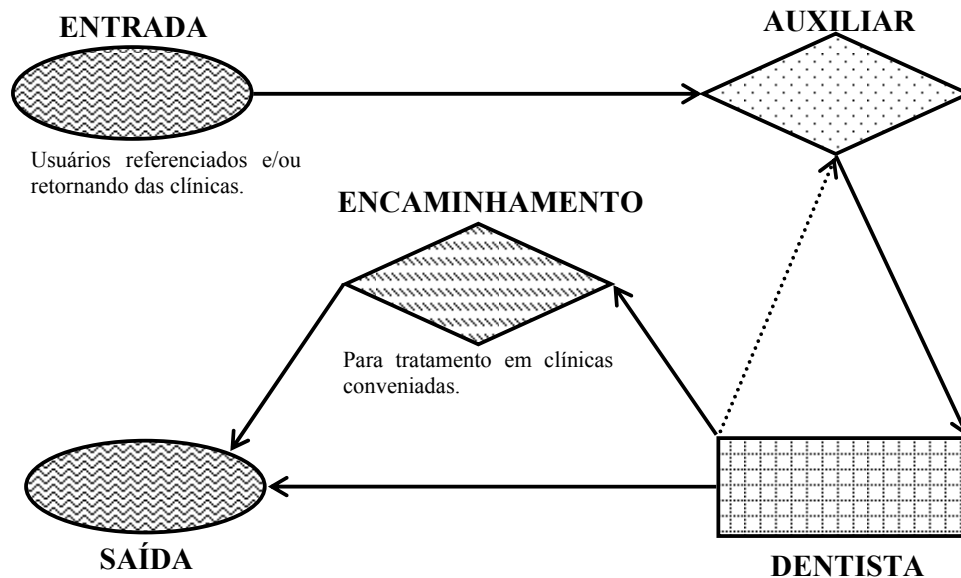 ENTRADA
AUXILIAR
Usuários referenciados e/ou
retornando das clínicas.
ENCAMINHAMENTO
Para tratamento em clínicas
conveniadas.
SAÍDA
DENTISTA